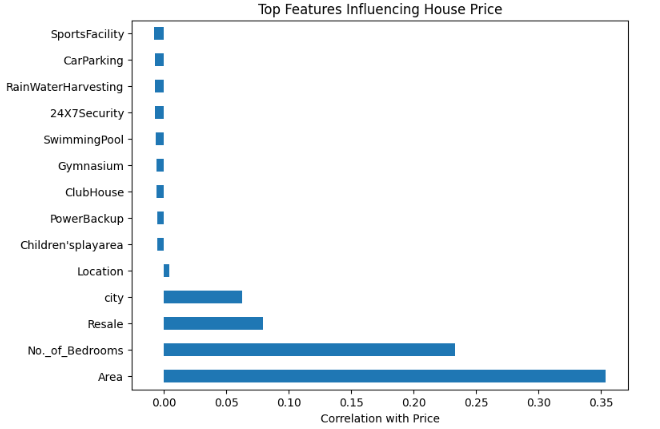 Top Features Influencing House Price
SportsFacility
CarParking
RainWaterHarvesting
24X7Security
SwimmingPool
Gymnasium
ClubHouse
PowerBackup
Children'splayarea
Location
city
Resale
No._of_Bedrooms
Area
0.00 0.05 0.10 0.15 0.20 0.25 0.30 0.35
Correlation with Price